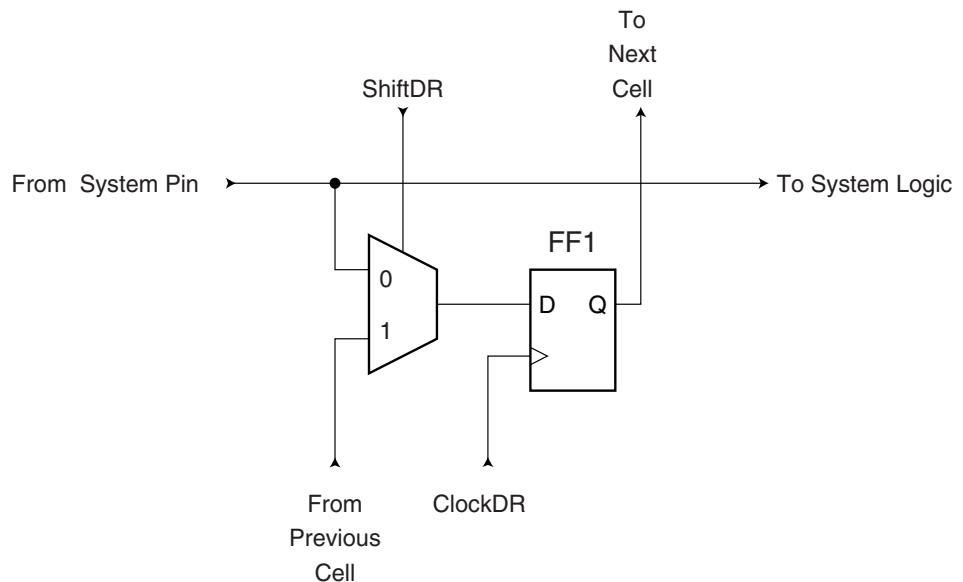 To
Next
Cell
ShiftDR
From System Pin
To System Logic
FF1
0
D Q
1
From
Previous
Cell
ClockDR